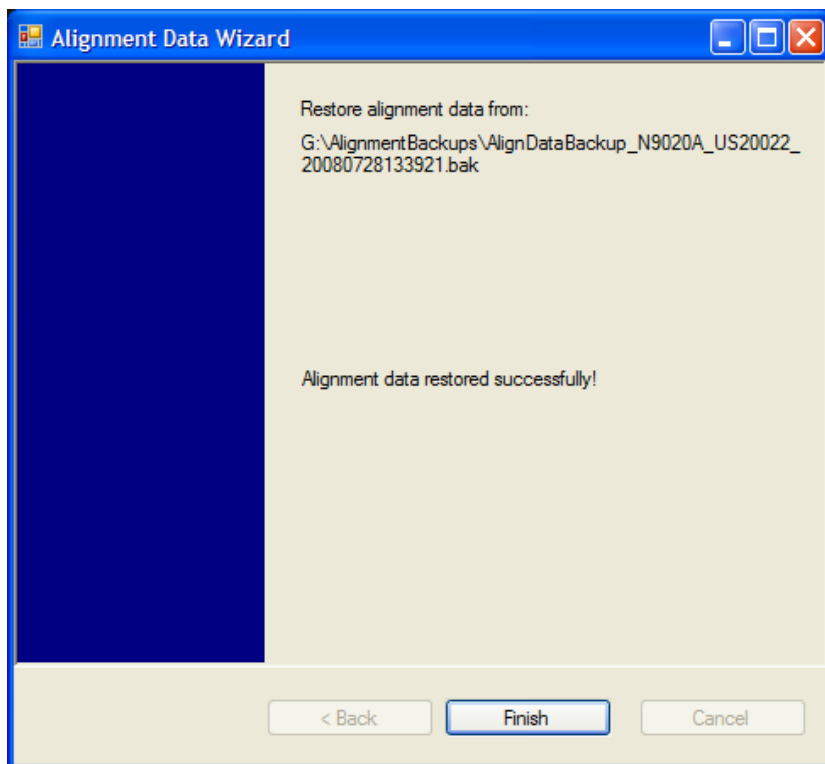 Alignment Data Wizard
Restore alignment data from:
G:\AlignmentBackups\AlignDataBackup_N9020A_US20022_
20080728133921.bak
Alignment data restored successfully!
< Back
Finish
Cancel